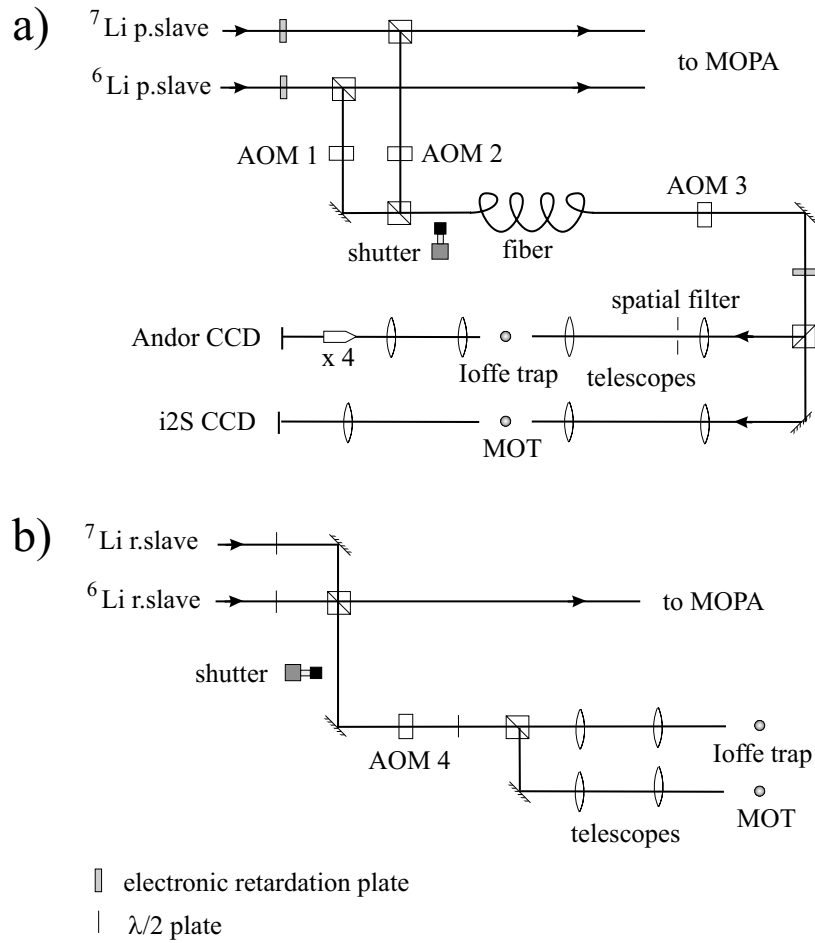 a)
⁷Li p.slave
to MOPA
⁶Li p.slave
AOM 1
AOM 2
AOM 3
shutter
fiber
spatial filter
Andor CCD
x 4
Ioffe trap
telescopes
i2S CCD
MOT
b)
⁷Li r.slave
⁶Li r.slave
to MOPA
shutter
AOM 4
Ioffe trap
MOT
telescopes
electronic retardation plate
λ/2 plate